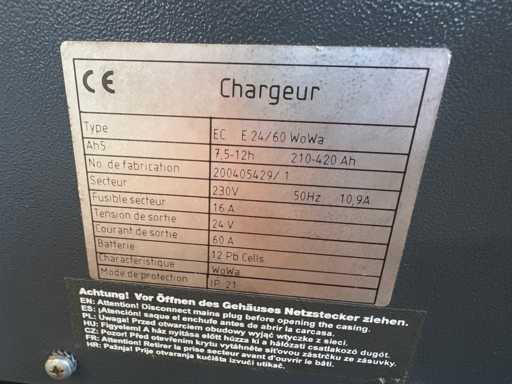 CE Chargeur
Type EC E 24/60 WoWa
Ah5 7,5-12h 210-420 Ah
No. de fabrication 200405429/ 1
Secteur 230V 50Hz 10,9A
Fusible secteur 16 A
Tension de sortie 24 V
Courant de sortie 60 A
Batterie 12 Pb Cells
Characteristique WoWa
Mode de protection IP 21
Achtung! Vor Öffnen des Gehäuses Netzstecker ziehen.
EN: Attention! Disconnect mains plug before opening the casing.
ES: ¡Atención! saque el enchufe antes de abrir la carcasa.
PL: Uwaga! Przed otwarciem obudowy wyjąć wtyczkę z sieci.
HU: Figyelem! A ház nyitása előtt húzza ki a hálózati csatlakozó dugót.
CZ: Pozor! Před otevřením krytu vytáhněte síťovou zástrčku ze zásuvky.
FR: Attention! Retirer la prise secteur avant d'ouvrir le bâti.
HR: Pažnja! Prije otvaranja kučišta izvući utikač.